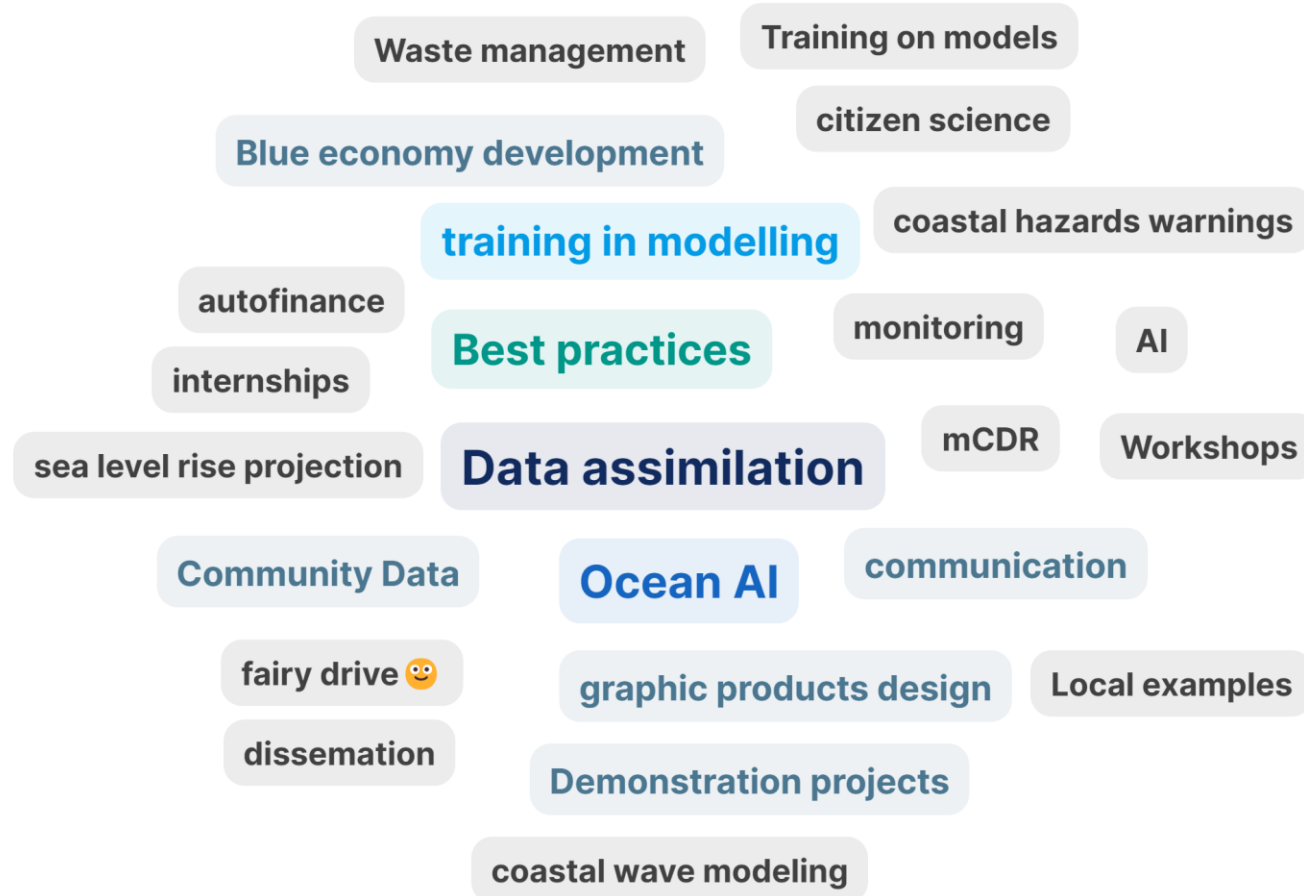 Waste management
Training on models
citizen science
Blue economy development
training in modelling
coastal hazards warnings
autofinance
Best practices
monitoring
AI
internships
sea level rise projection
Data assimilation
mCDR
Workshops
Community Data
Ocean AI
communication
fairy drive 🙂
graphic products design
Local examples
dissemation
Demonstration projects
coastal wave modeling